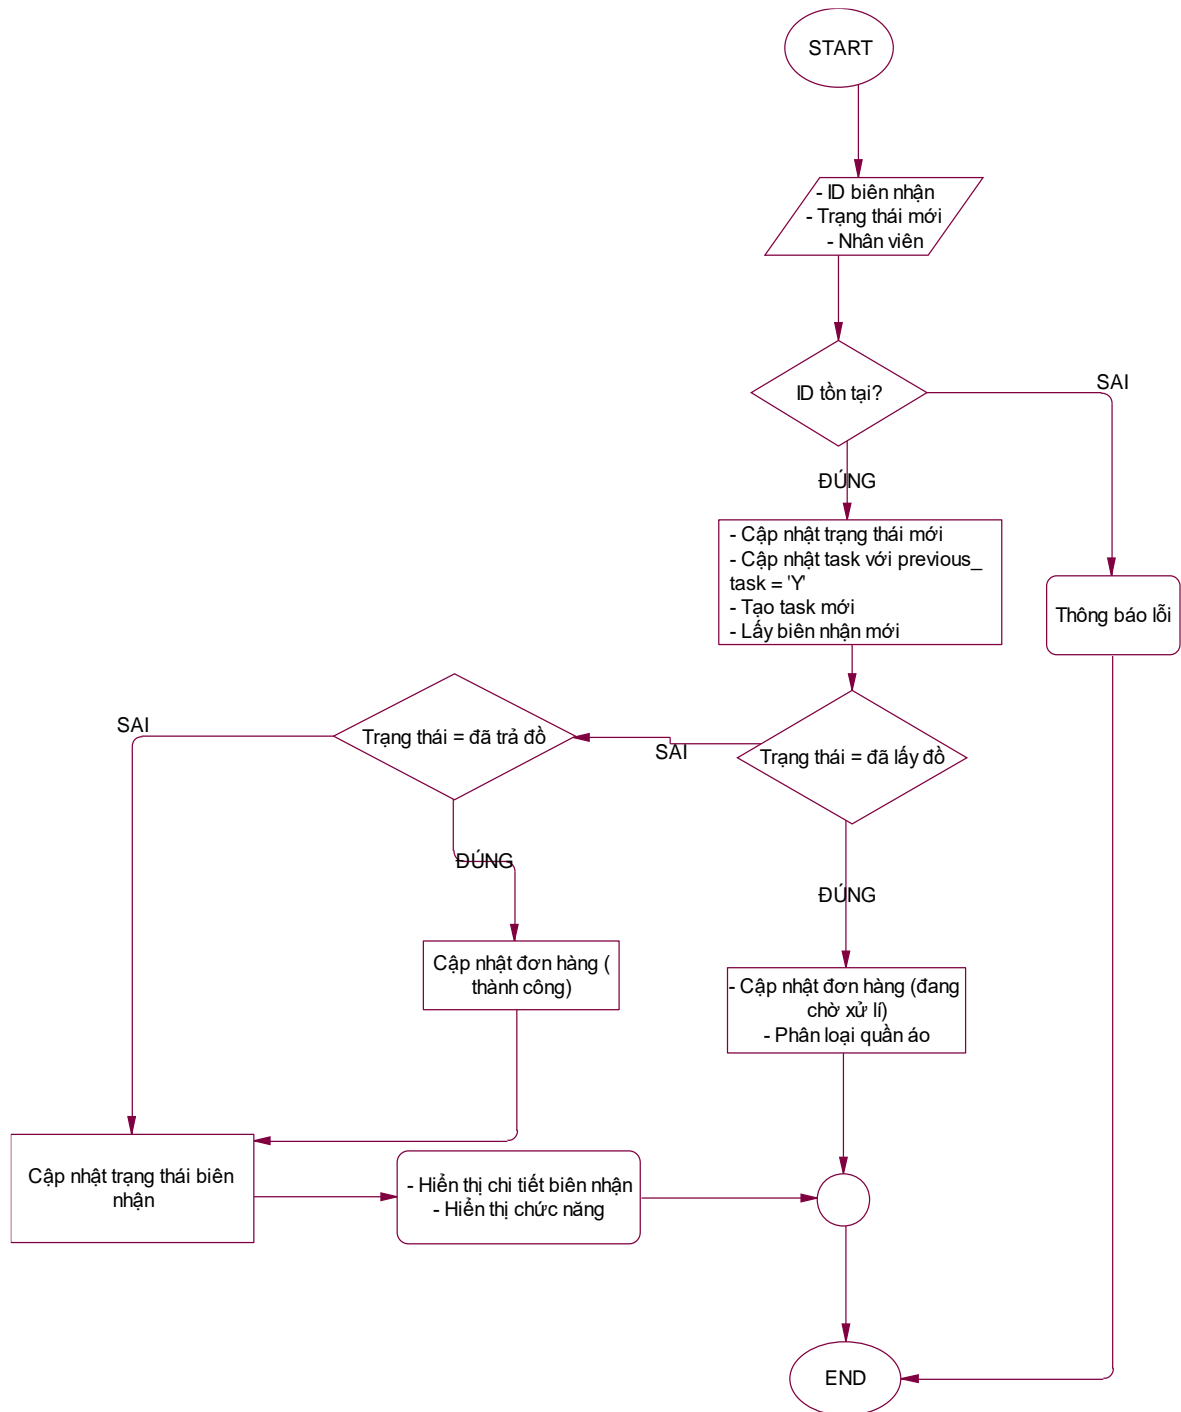 START
- ID biên nhận
- Trạng thái mới
- Nhân viên
ID tồn tại?
SAI
ĐÚNG
- Cập nhật trạng thái mới
- Cập nhật task với previous_
task = 'Y'
- Tạo task mới
- Lấy biên nhận mới
Thông báo lỗi
SAI
Trạng thái = đã trả đồ
SAI
Trạng thái = đã lấy đồ
ĐÚNG
ĐÚNG
Cập nhật đơn hàng (
thành công)
- Cập nhật đơn hàng (đang
chờ xử lí)
- Phân loại quần áo
Cập nhật trạng thái biên
nhận
- Hiển thị chi tiết biên nhận
- Hiển thị chức năng
END